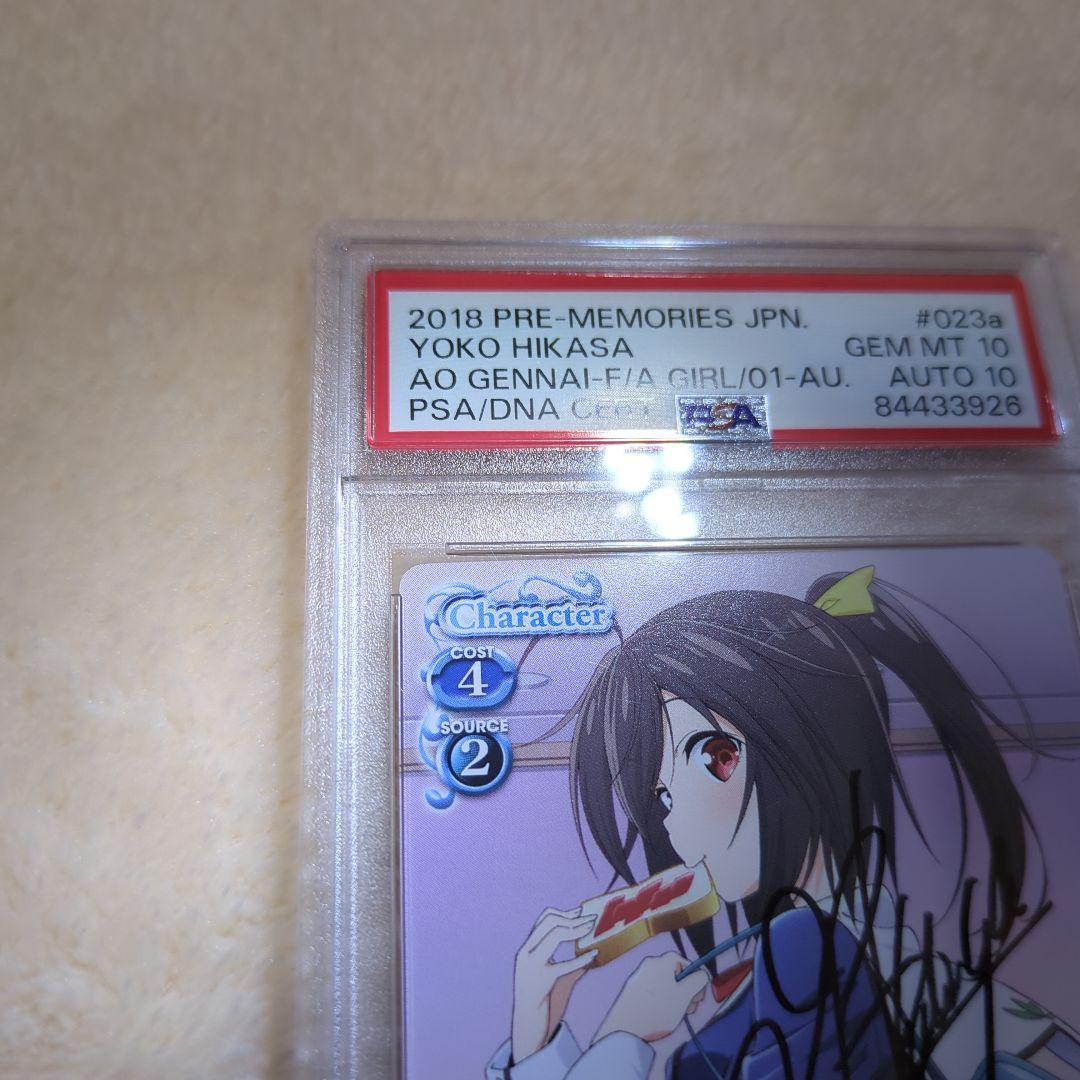 2018 PRE-MEMORIES JPN. #023a
YOKO HIKASA GEM MT 10
AO GENNAI-F/A GIRL/01-AU. AUTO 10
PSA/DNA CERT PSA 84433926
Character
COST
4
SOURCE
2